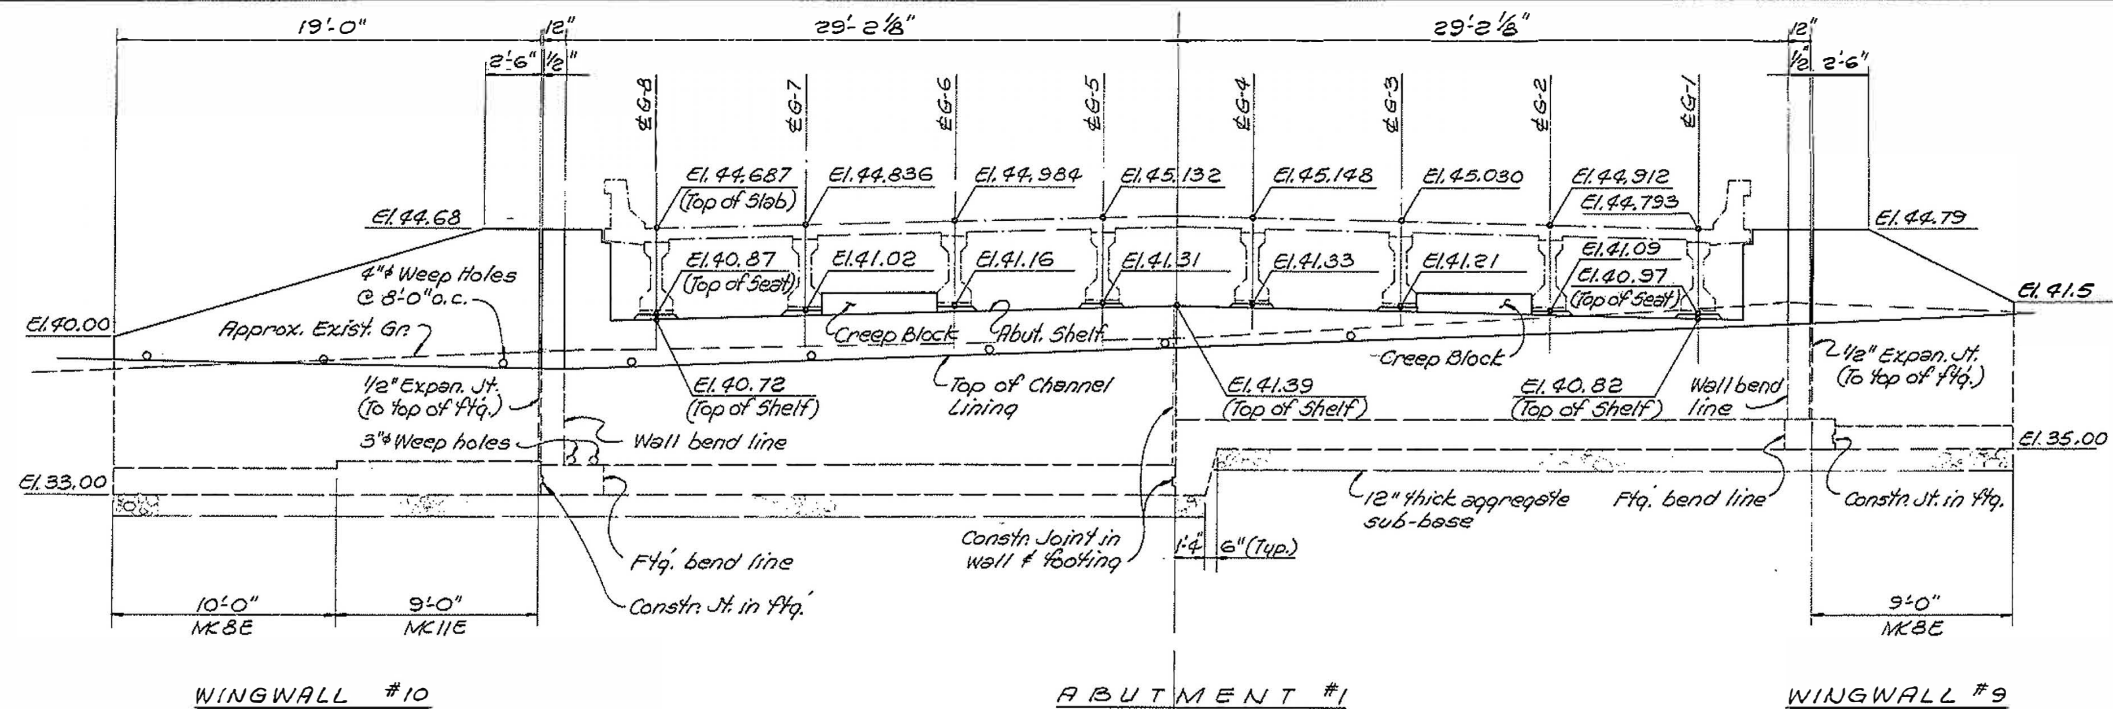 19'-0"
12"
29'-2 1/8"
29'-2 1/8"
12"
2'-6"
1/2"
1/2"
2'-6"
℄ G-8
℄ G-7
℄ G-6
℄ G-5
℄ G-4
℄ G-3
℄ G-2
℄ G-1
El. 44.687
(Top of Slab)
El. 44.836
El. 44.984
El. 45.132
El. 45.148
El. 45.030
El. 44.912
El. 44.793
El. 44.68
El. 44.79
El. 40.87
(Top of Seat)
El. 41.02
El. 41.16
El. 41.31
El. 41.33
El. 41.21
El. 41.09
El. 40.97
(Top of Seat)
4"ϕ Weep Holes
@ 8'-0" o.c.
El. 41.5
El. 40.00
Approx. Exist. Gr.
Creep Block
Abut. Shelf
Creep Block
1/2" Expan. Jt.
(To top of ftg.)
1/2" Expan. Jt.
(To top of ftg.)
El. 40.72
(Top of Shelf)
Top of Channel
Lining
El. 41.39
(Top of Shelf)
El. 40.82
(Top of Shelf)
Wall bend
line
3"ϕ Weep holes
Wall bend line
El. 35.00
El. 33.00
12" thick aggregate
sub-base
Ftg. bend line
Constr. Jt. in ftg.
Constr. Joint in
wall & footing
1'-4"
6" (Typ.)
Ftg. bend line
Constr. Jt. in ftg.
10'-0"
MK8E
9'-0"
MK11E
9'-0"
MK8E
WINGWALL #10
ABUTMENT #1
WINGWALL #9